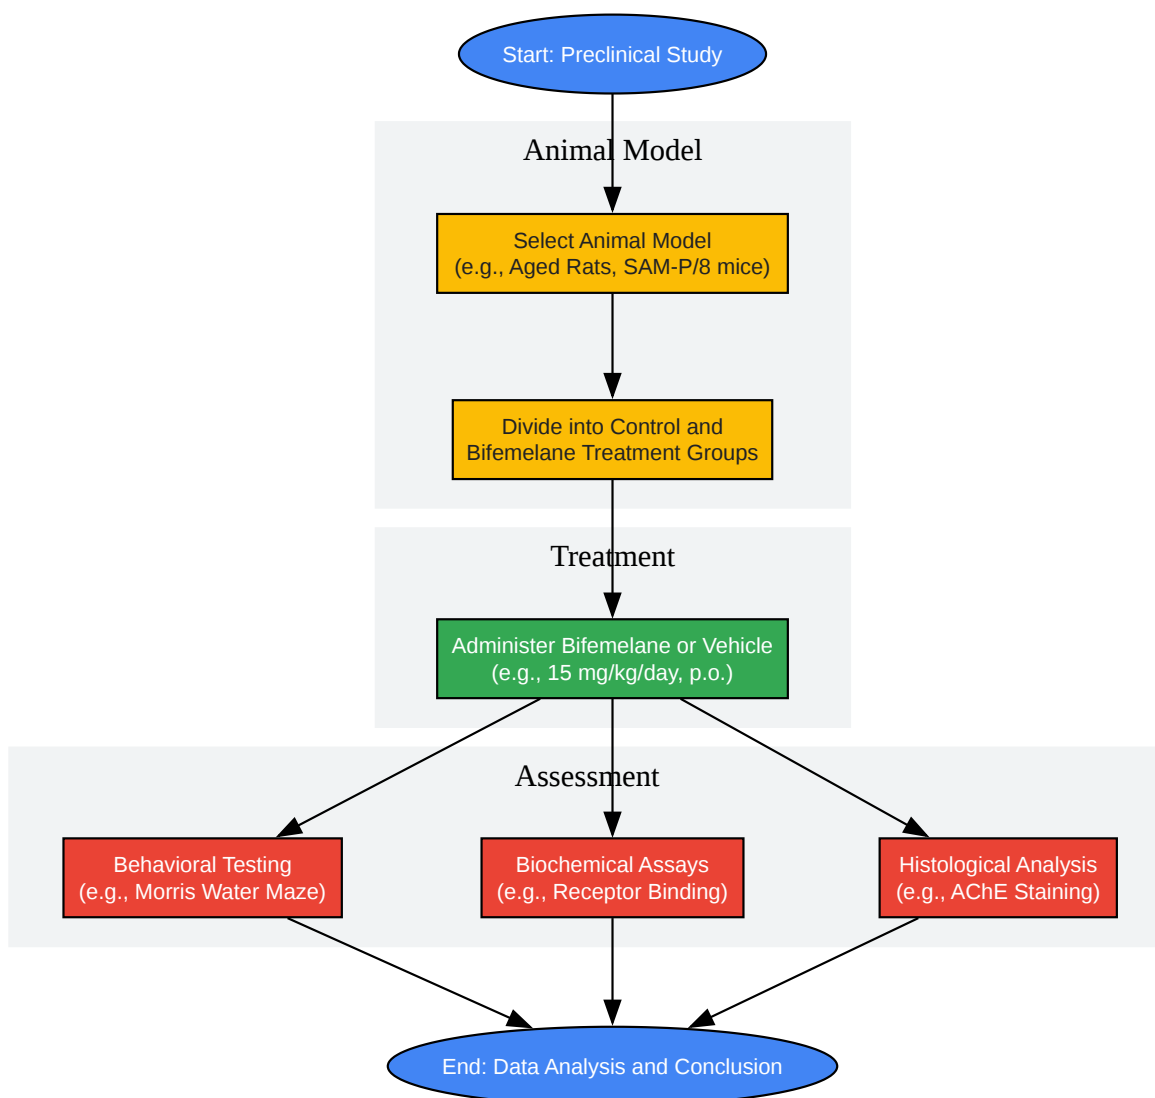 Start: Preclinical Study
Animal Model
Select Animal Model
(e.g., Aged Rats, SAM-P/8 mice)
Divide into Control and
Bifemelane Treatment Groups
Treatment
Administer Bifemelane or Vehicle
(e.g., 15 mg/kg/day, p.o.)
Assessment
Behavioral Testing
(e.g., Morris Water Maze)
Biochemical Assays
(e.g., Receptor Binding)
Histological Analysis
(e.g., AChE Staining)
End: Data Analysis and Conclusion